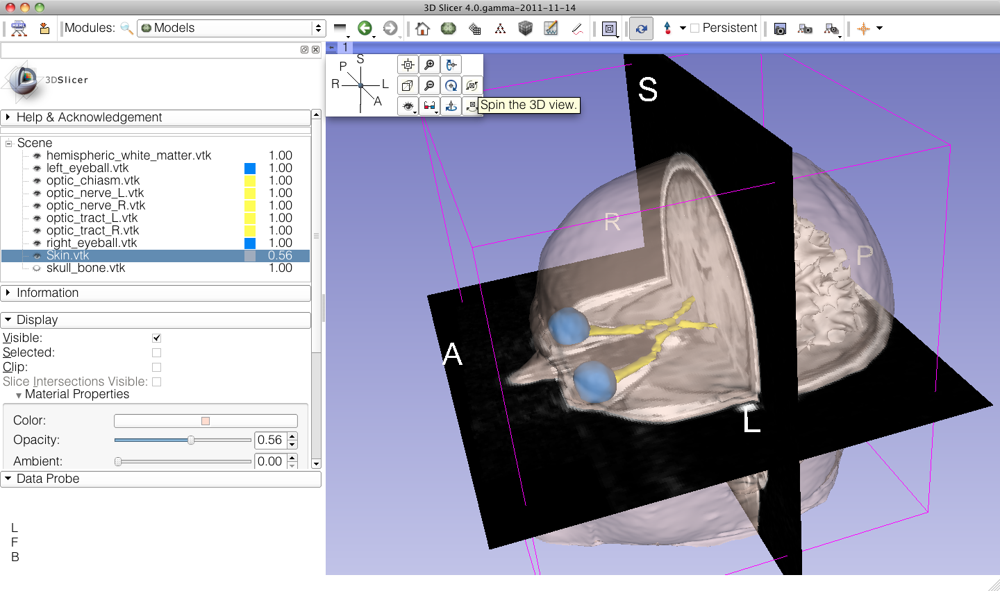 3D Slicer 4.0.gamma-2011-11-14
MRML
Modules: Models
Persistent
1
3DSlicer
Help & Acknowledgement
Scene
hemispheric_white_matter.vtk 1.00
left_eyeball.vtk 1.00
optic_chiasm.vtk 1.00
optic_nerve_L.vtk 1.00
optic_nerve_R.vtk 1.00
optic_tract_L.vtk 1.00
optic_tract_R.vtk 1.00
right_eyeball.vtk 1.00
Skin.vtk 0.56
skull_bone.vtk 1.00
Information
Display
Visible:
Selected:
Clip:
Slice Intersections Visible:
Material Properties
Color:
Opacity: 0.56
Ambient: 0.00
Data Probe
L
F
B
S
P
R L
A
Spin the 3D view.
S
R
P
A
L